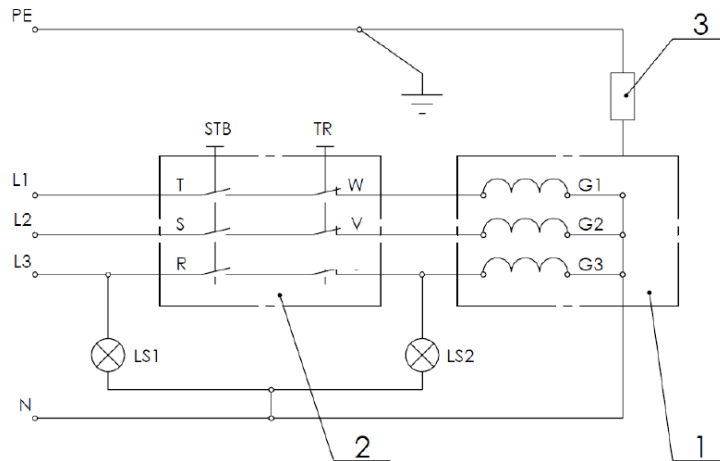 PE
3
STB TR
L1 T W G1
L2 S V G2
L3 R G3
LS1 LS2
N
2 1